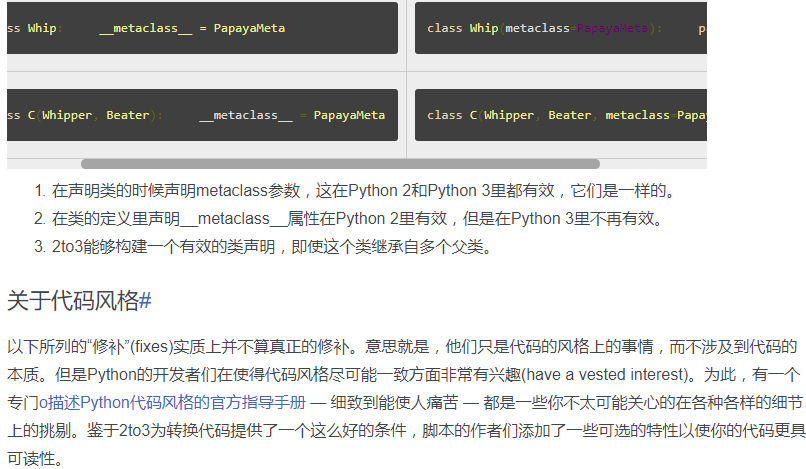 ss Whip: __metaclass__ = PapayaMeta
class Whip(metaclass=PapayaMeta): p
ss C(Whipper, Beater): __metaclass__ = PapayaMeta
class C(Whipper, Beater, metaclass=Papay
1. 在声明类的时候声明metaclass参数，这在Python 2和Python 3里都有效，它们是一样的。
2. 在类的定义里声明__metaclass__属性在Python 2里有效，但是在Python 3里不再有效。
3. 2to3能够构建一个有效的类声明，即使这个类继承自多个父类。
关于代码风格#
以下所列的“修补”(fixes)实质上并不算真正的修补。意思就是，他们只是代码的风格上的事情，而不涉及到代码的
本质。但是Python的开发者们在使得代码风格尽可能一致方面非常有兴趣(have a vested interest)。为此，有一个
专门o描述Python代码风格的官方指导手册 — 细致到能使人痛苦 — 都是一些你不太可能关心的在各种各样的细节
上的挑剔。鉴于2to3为转换代码提供了一个这么好的条件，脚本的作者们添加了一些可选的特性以使你的代码更具
可读性。